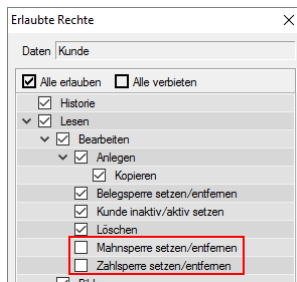 Erlaubte Rechte
Daten Kunde
Alle erlauben Alle verbieten
Historie
Lesen
Bearbeiten
Anlegen
Kopieren
Belegsperre setzen/entfernen
Kunde inaktiv/aktiv setzen
Löschen
Mahnsperre setzen/entfernen
Zahlsperre setzen/entfernen